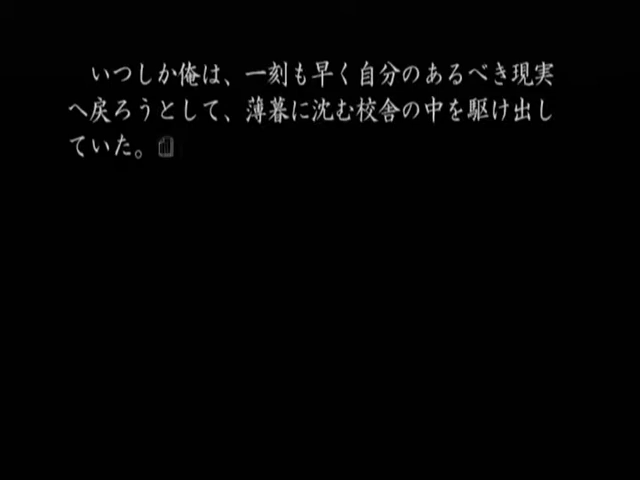 いつしか俺は、一刻も早く自分のあるべき現実
へ戻ろうとして、薄暮に沈む校舎の中を駆け出し
ていた。